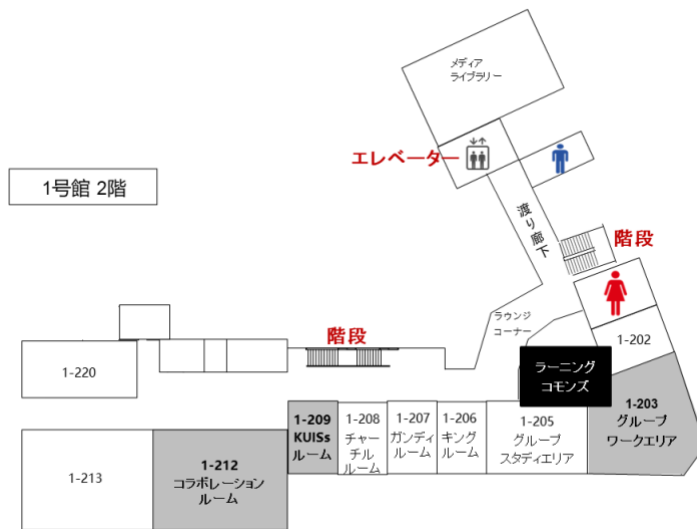 メディア
ライブラリー
エレベーター
1号館 2階
渡り廊下
階段
ラウンジ
コーナー
階段
1-202
ラーニング
コモンズ
1-220
1-203
グループ
ワークエリア
1-209
KUISs
ルーム
1-208
チャー
チル
ルーム
1-207
ガンディ
ルーム
1-206
キング
ルーム
1-205
グループ
スタディエリア
1-213
1-212
コラボレーション
ルーム